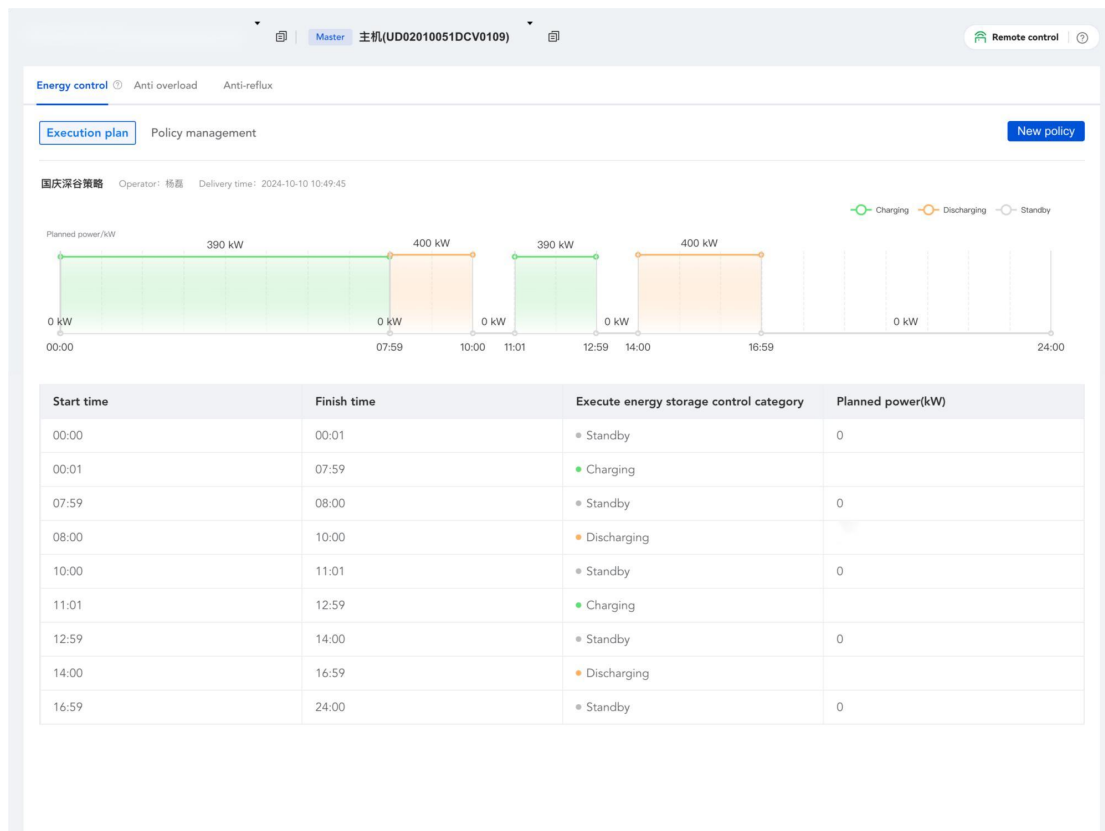 Master 主机(UD02010051DCV0109) Remote control ?
Energy control ? Anti overload Anti-reflux
Execution plan Policy management New policy
国庆深谷策略 Operator: 杨磊 Delivery time: 2024-10-10 10:49:45
Charging Discharging Standby
Planned power/kW
390 kW 400 kW 390 kW 400 kW
0 kW 0 kW 0 kW 0 kW 0 kW
00:00 07:59 10:00 11:01 12:59 14:00 16:59 24:00
Start time Finish time Execute energy storage control category Planned power(kW)
00:00 00:01 Standby 0
00:01 07:59 Charging
07:59 08:00 Standby 0
08:00 10:00 Discharging
10:00 11:01 Standby 0
11:01 12:59 Charging
12:59 14:00 Standby 0
14:00 16:59 Discharging
16:59 24:00 Standby 0